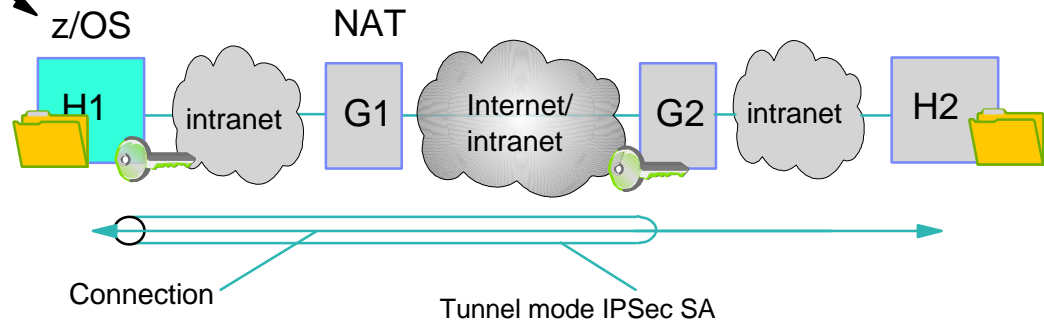 z/OS
NAT
H1
intranet
G1
Internet/
intranet
G2
intranet
H2
Connection
Tunnel mode IPSec SA